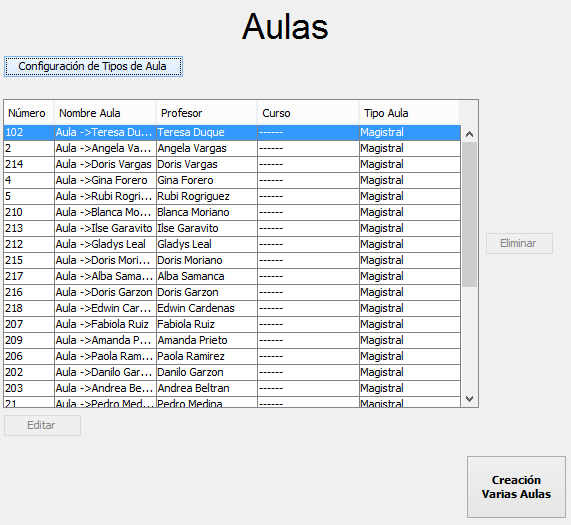 Aulas
Configuración de Tipos de Aula
Número Nombre Aula Profesor Curso Tipo Aula
102 Aula ->Teresa Du... Teresa Duque ------ Magistral
2 Aula ->Angela Va... Angela Vargas ------ Magistral
214 Aula ->Doris Vargas Doris Vargas ------ Magistral
4 Aula ->Gina Forero Gina Forero ------ Magistral
5 Aula ->Rubi Rogri... Rubi Rogriguez ------ Magistral
210 Aula ->Blanca Mo... Blanca Moriano ------ Magistral
213 Aula ->Ilse Garavito Ilse Garavito ------ Magistral
212 Aula ->Gladys Leal Gladys Leal ------ Magistral
215 Aula ->Doris Mori... Doris Moriano ------ Magistral
217 Aula ->Alba Sama... Alba Samanca ------ Magistral
216 Aula ->Doris Garzon Doris Garzon ------ Magistral
218 Aula ->Edwin Car... Edwin Cardenas ------ Magistral
207 Aula ->Fabiola Ruiz Fabiola Ruiz ------ Magistral
209 Aula ->Amanda P... Amanda Prieto ------ Magistral
206 Aula ->Paola Ram... Paola Ramirez ------ Magistral
202 Aula ->Danilo Gar... Danilo Garzon ------ Magistral
203 Aula ->Andrea Be... Andrea Beltran ------ Magistral
21 Aula ->Pedro Med... Pedro Medina ------ Magistral
Eliminar
Editar
Creación
Varias Aulas